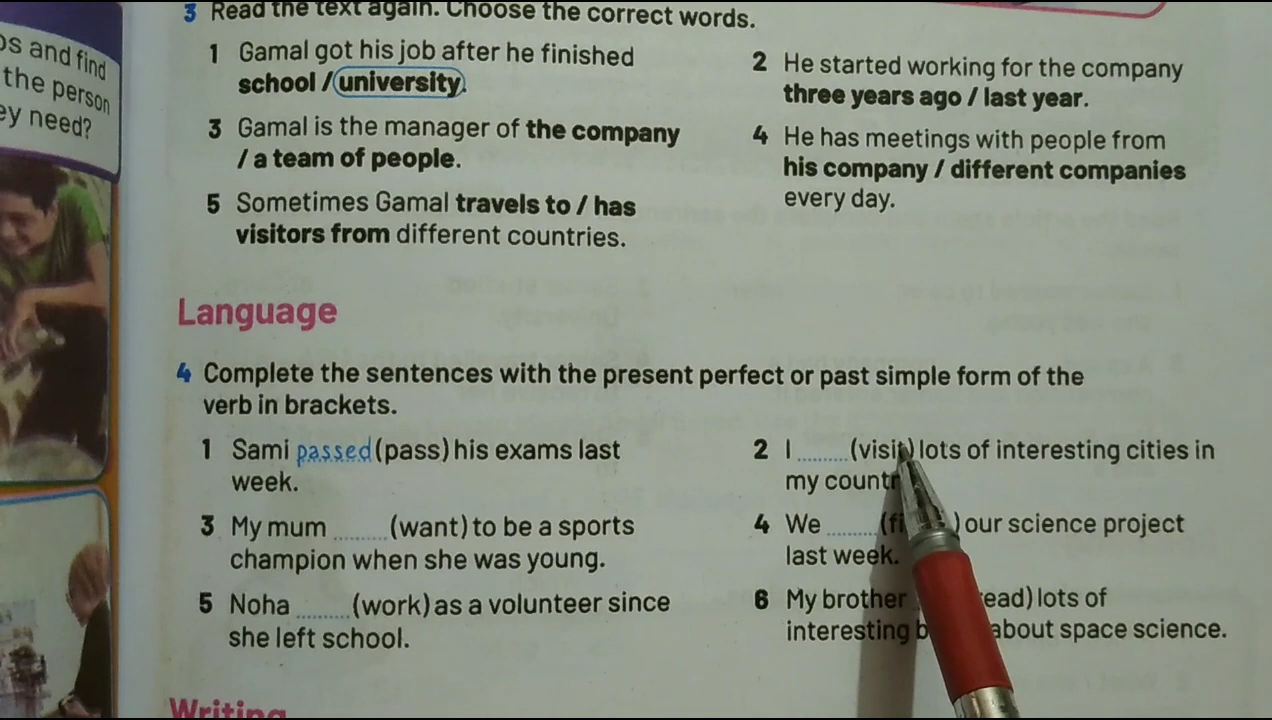 os and find
the person
ey need?
3 Read the text again. Choose the correct words.
1 Gamal got his job after he finished
school / university.
2 He started working for the company
three years ago / last year.
3 Gamal is the manager of the company
/ a team of people.
4 He has meetings with people from
his company / different companies
every day.
5 Sometimes Gamal travels to / has
visitors from different countries.
Language
4 Complete the sentences with the present perfect or past simple form of the
verb in brackets.
1 Sami passed (pass) his exams last
week.
2 I ........ (visit) lots of interesting cities in
my countr
3 My mum ........ (want) to be a sports
champion when she was young.
4 We ........ (fi ) our science project
last week.
5 Noha ........ (work) as a volunteer since
she left school.
6 My brother ead) lots of
interesting b about space science.
Writing